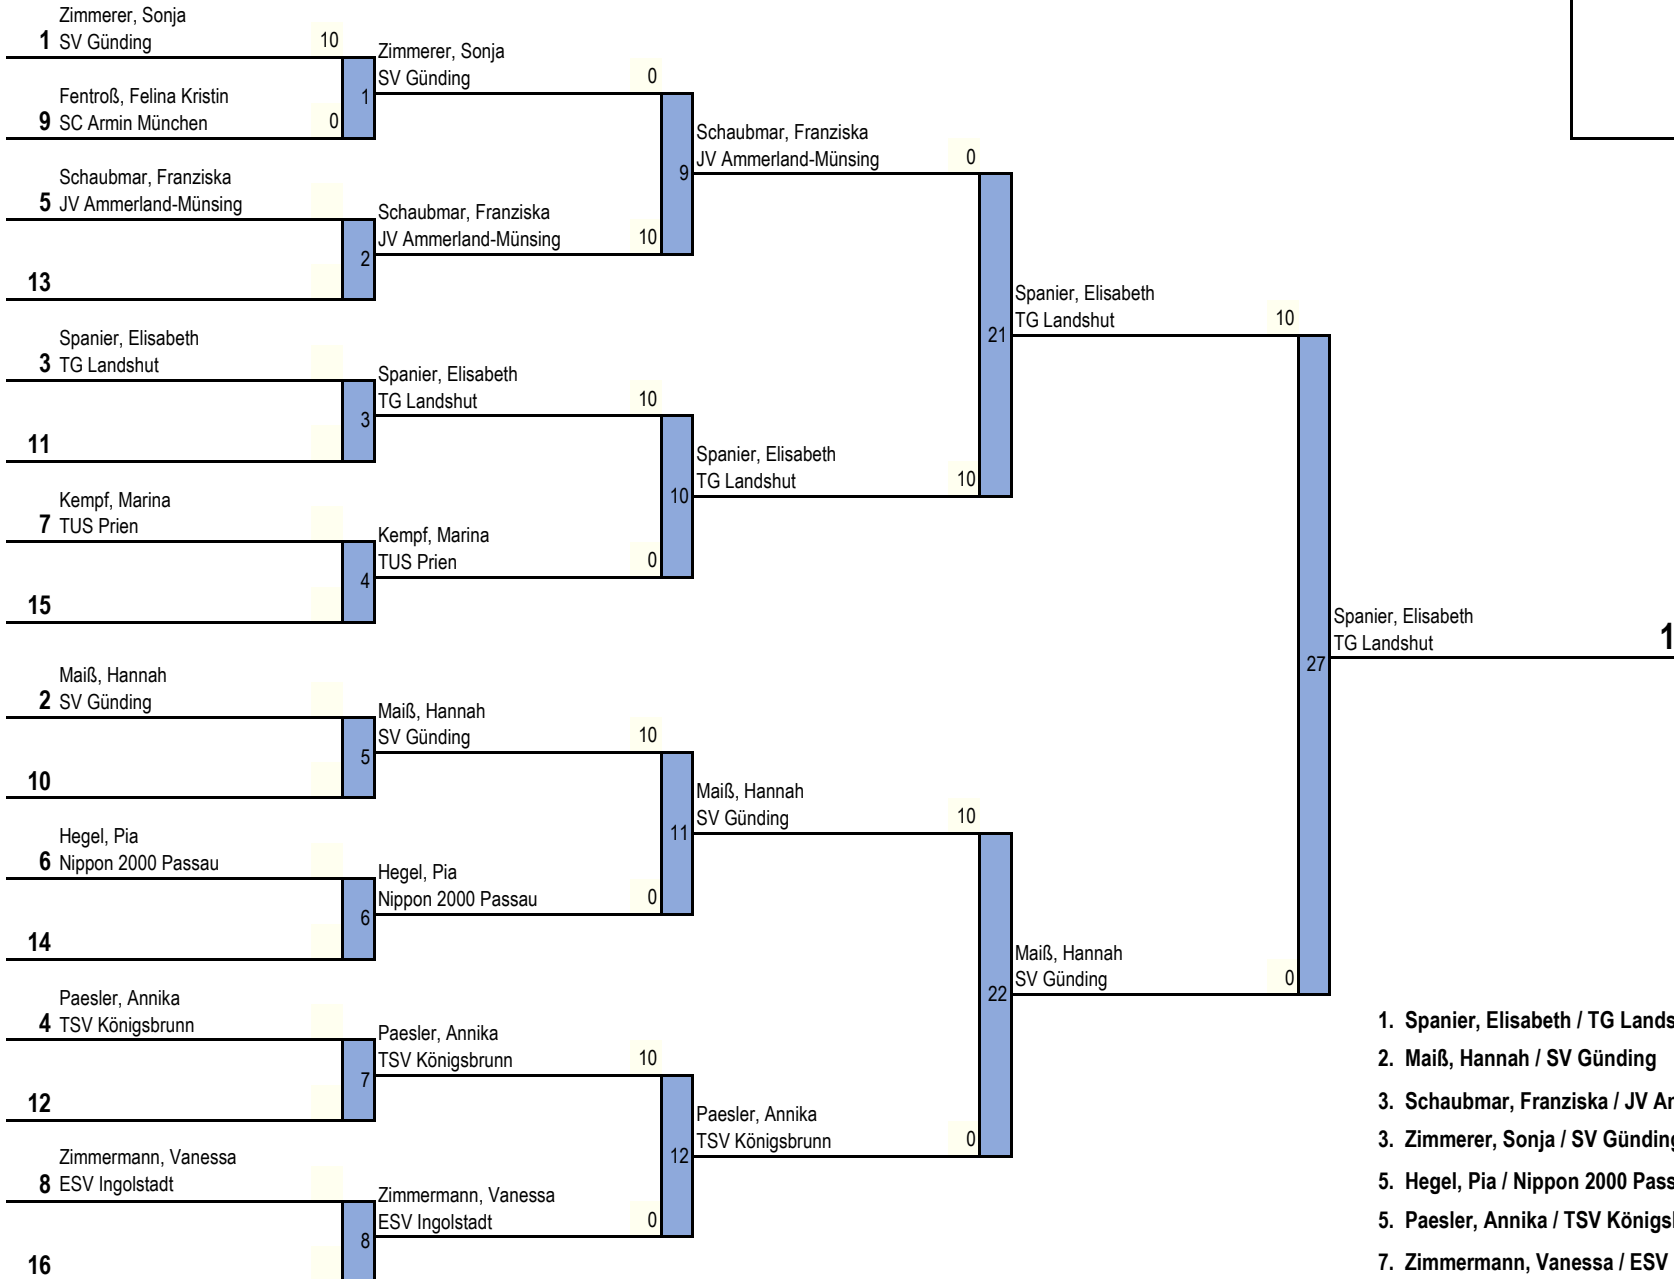 Zimmerer, Sonja
1 SV Günding 10
Fentroß, Felina Kristin
9 SC Armin München 0
1
Schaubmar, Franziska
5 JV Ammerland-Münsing
13
2
Spanier, Elisabeth
3 TG Landshut
11
3
Kempf, Marina
7 TUS Prien
15
4
Maiß, Hannah
2 SV Günding
10
5
Hegel, Pia
6 Nippon 2000 Passau
14
6
Paesler, Annika
4 TSV Königsbrunn
12
7
Zimmermann, Vanessa
8 ESV Ingolstadt
16
8
Zimmerer, Sonja
SV Günding 0
Schaubmar, Franziska
JV Ammerland-Münsing 10
9
Spanier, Elisabeth
TG Landshut 10
Kempf, Marina
TUS Prien 0
10
Maiß, Hannah
SV Günding 10
Hegel, Pia
Nippon 2000 Passau 0
11
Paesler, Annika
TSV Königsbrunn 10
Zimmermann, Vanessa
ESV Ingolstadt 0
12
Schaubmar, Franziska
JV Ammerland-Münsing 0
Spanier, Elisabeth
TG Landshut 10
21
Maiß, Hannah
SV Günding 10
Paesler, Annika
TSV Königsbrunn 0
22
Spanier, Elisabeth
TG Landshut 10
Maiß, Hannah
SV Günding 0
27
Spanier, Elisabeth
TG Landshut 1
1. Spanier, Elisabeth / TG Lands
2. Maiß, Hannah / SV Günding
3. Schaubmar, Franziska / JV Am
3. Zimmerer, Sonja / SV Günding
5. Hegel, Pia / Nippon 2000 Pass
5. Paesler, Annika / TSV Königs
7. Zimmermann, Vanessa / ESV